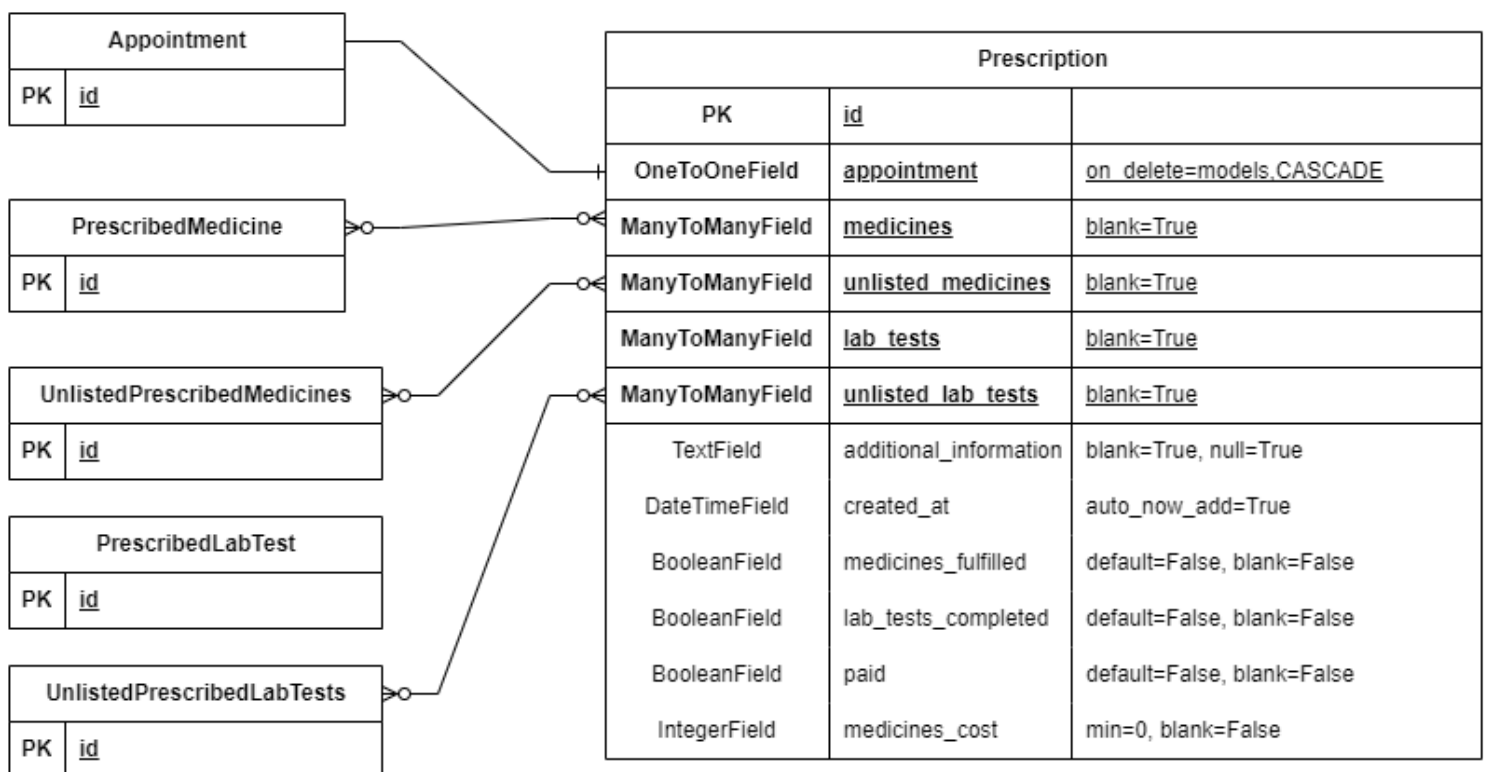 Appointment
PK id
PrescribedMedicine
PK id
UnlistedPrescribedMedicines
PK id
PrescribedLabTest
PK id
UnlistedPrescribedLabTests
PK id
Prescription
PK id
OneToOneField appointment on_delete=models,CASCADE
ManyToManyField medicines blank=True
ManyToManyField unlisted_medicines blank=True
ManyToManyField lab_tests blank=True
ManyToManyField unlisted_lab_tests blank=True
TextField additional_information blank=True, null=True
DateTimeField created_at auto_now_add=True
BooleanField medicines_fulfilled default=False, blank=False
BooleanField lab_tests_completed default=False, blank=False
BooleanField paid default=False, blank=False
IntegerField medicines_cost min=0, blank=False